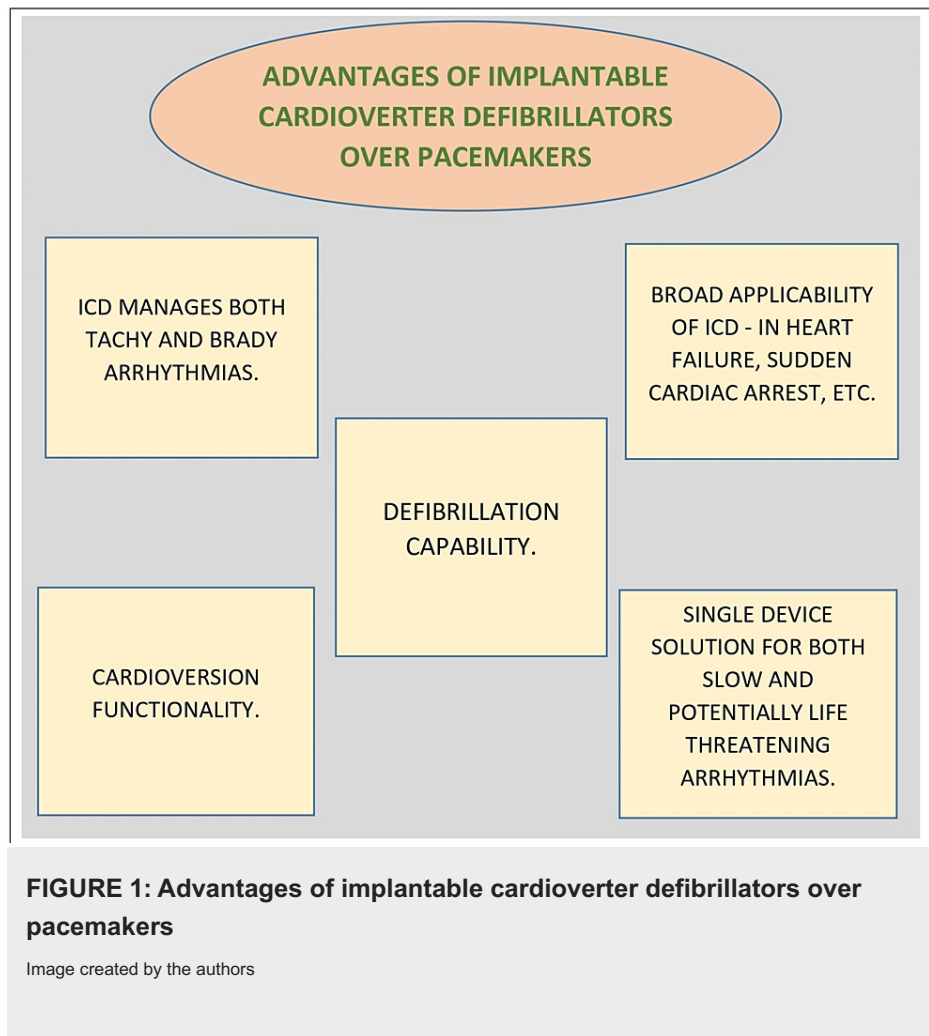 ADVANTAGES OF IMPLANTABLE
CARDIOVERTER DEFIBRILLATORS
OVER PACEMAKERS
ICD MANAGES BOTH
TACHY AND BRADY
ARRHYTHMIAS.
BROAD APPLICABILITY
OF ICD - IN HEART
FAILURE, SUDDEN
CARDIAC ARREST, ETC.
DEFIBRILLATION
CAPABILITY.
CARDIOVERSION
FUNCTIONALITY.
SINGLE DEVICE
SOLUTION FOR BOTH
SLOW AND
POTENTIALLY LIFE
THREATENING
ARRHYTHMIAS.
FIGURE 1: Advantages of implantable cardioverter defibrillators over
pacemakers
Image created by the authors